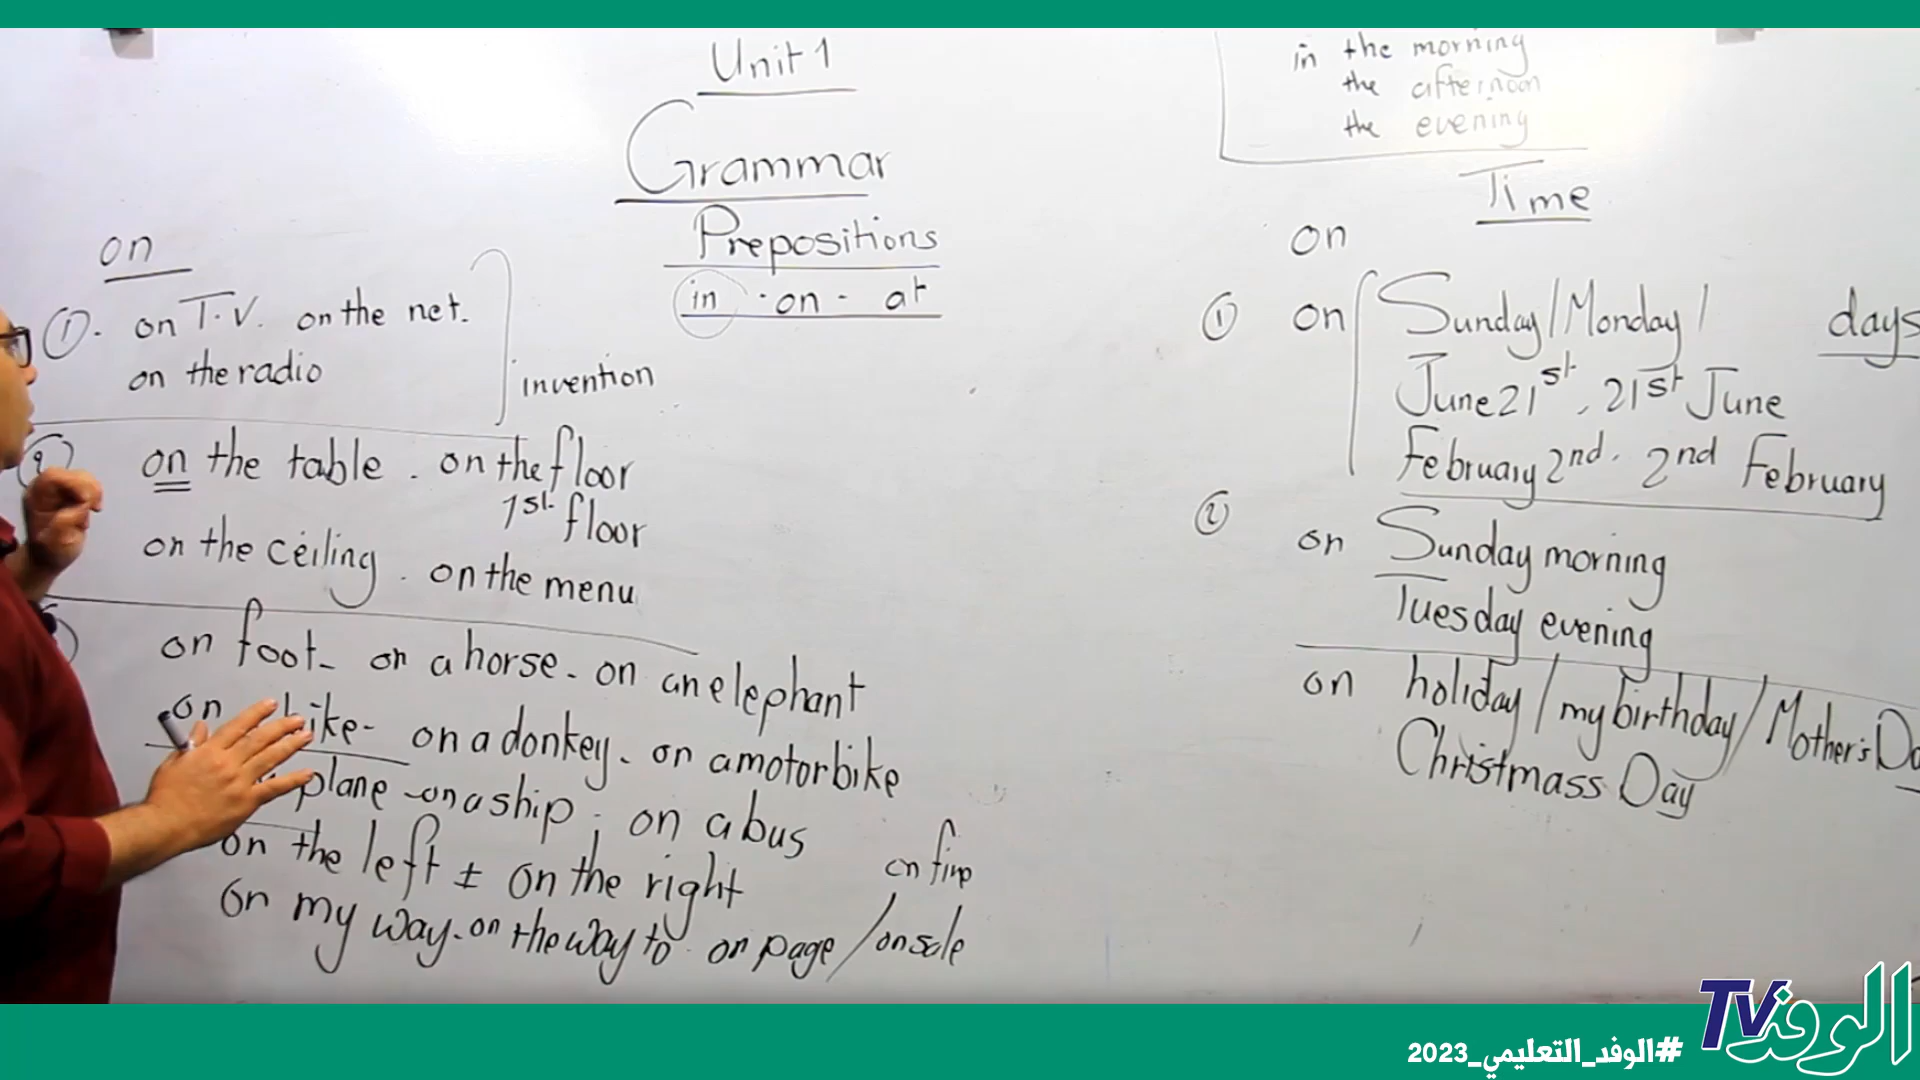 Unit 1
Grammar
Prepositions
in · on - at
on
① - on T.V. on the net.
on the radio
invention
② on the table . on the floor
1st floor
on the ceiling . on the menu
on foot - on a horse - on an elephant
on bike - on a donkey - on a motorbike
plane - on a ship , on a bus
on the left ± on the right
on fire
on my way - on the way to . on page / on sale
in the morning
the afternoon
the evening
Time
on
① on Sunday / Monday / days
June 21st , 21st June
February 2nd . 2nd February
② on Sunday morning
Tuesday evening
on holiday / my birthday / Mother's Da
Christmass Day
الوفد TV
#الوفد_التعليمي_2023